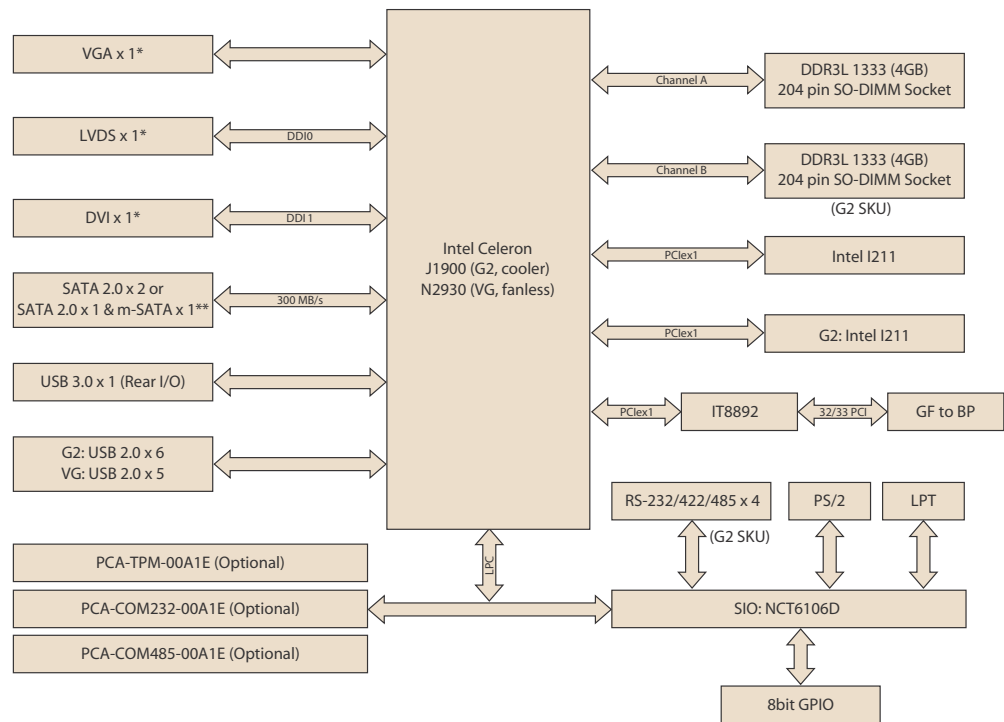 VGA x 1*
LVDS x 1*
DDI0
DVI x 1*
DDI 1
SATA 2.0 x 2 or
SATA 2.0 x 1 & m-SATA x 1**
300 MB/s
USB 3.0 x 1 (Rear I/O)
G2: USB 2.0 x 6
VG: USB 2.0 x 5
Intel Celeron
J1900 (G2, cooler)
N2930 (VG, fanless)
Channel A
DDR3L 1333 (4GB)
204 pin SO-DIMM Socket
Channel B
DDR3L 1333 (4GB)
204 pin SO-DIMM Socket
(G2 SKU)
PCIex1
Intel I211
PCIex1
G2: Intel I211
PCIex1
IT8892
32/33 PCI
GF to BP
RS-232/422/485 x 4
(G2 SKU)
PS/2
LPT
LPC
PCA-TPM-00A1E (Optional)
PCA-COM232-00A1E (Optional)
PCA-COM485-00A1E (Optional)
SIO: NCT6106D
8bit GPIO